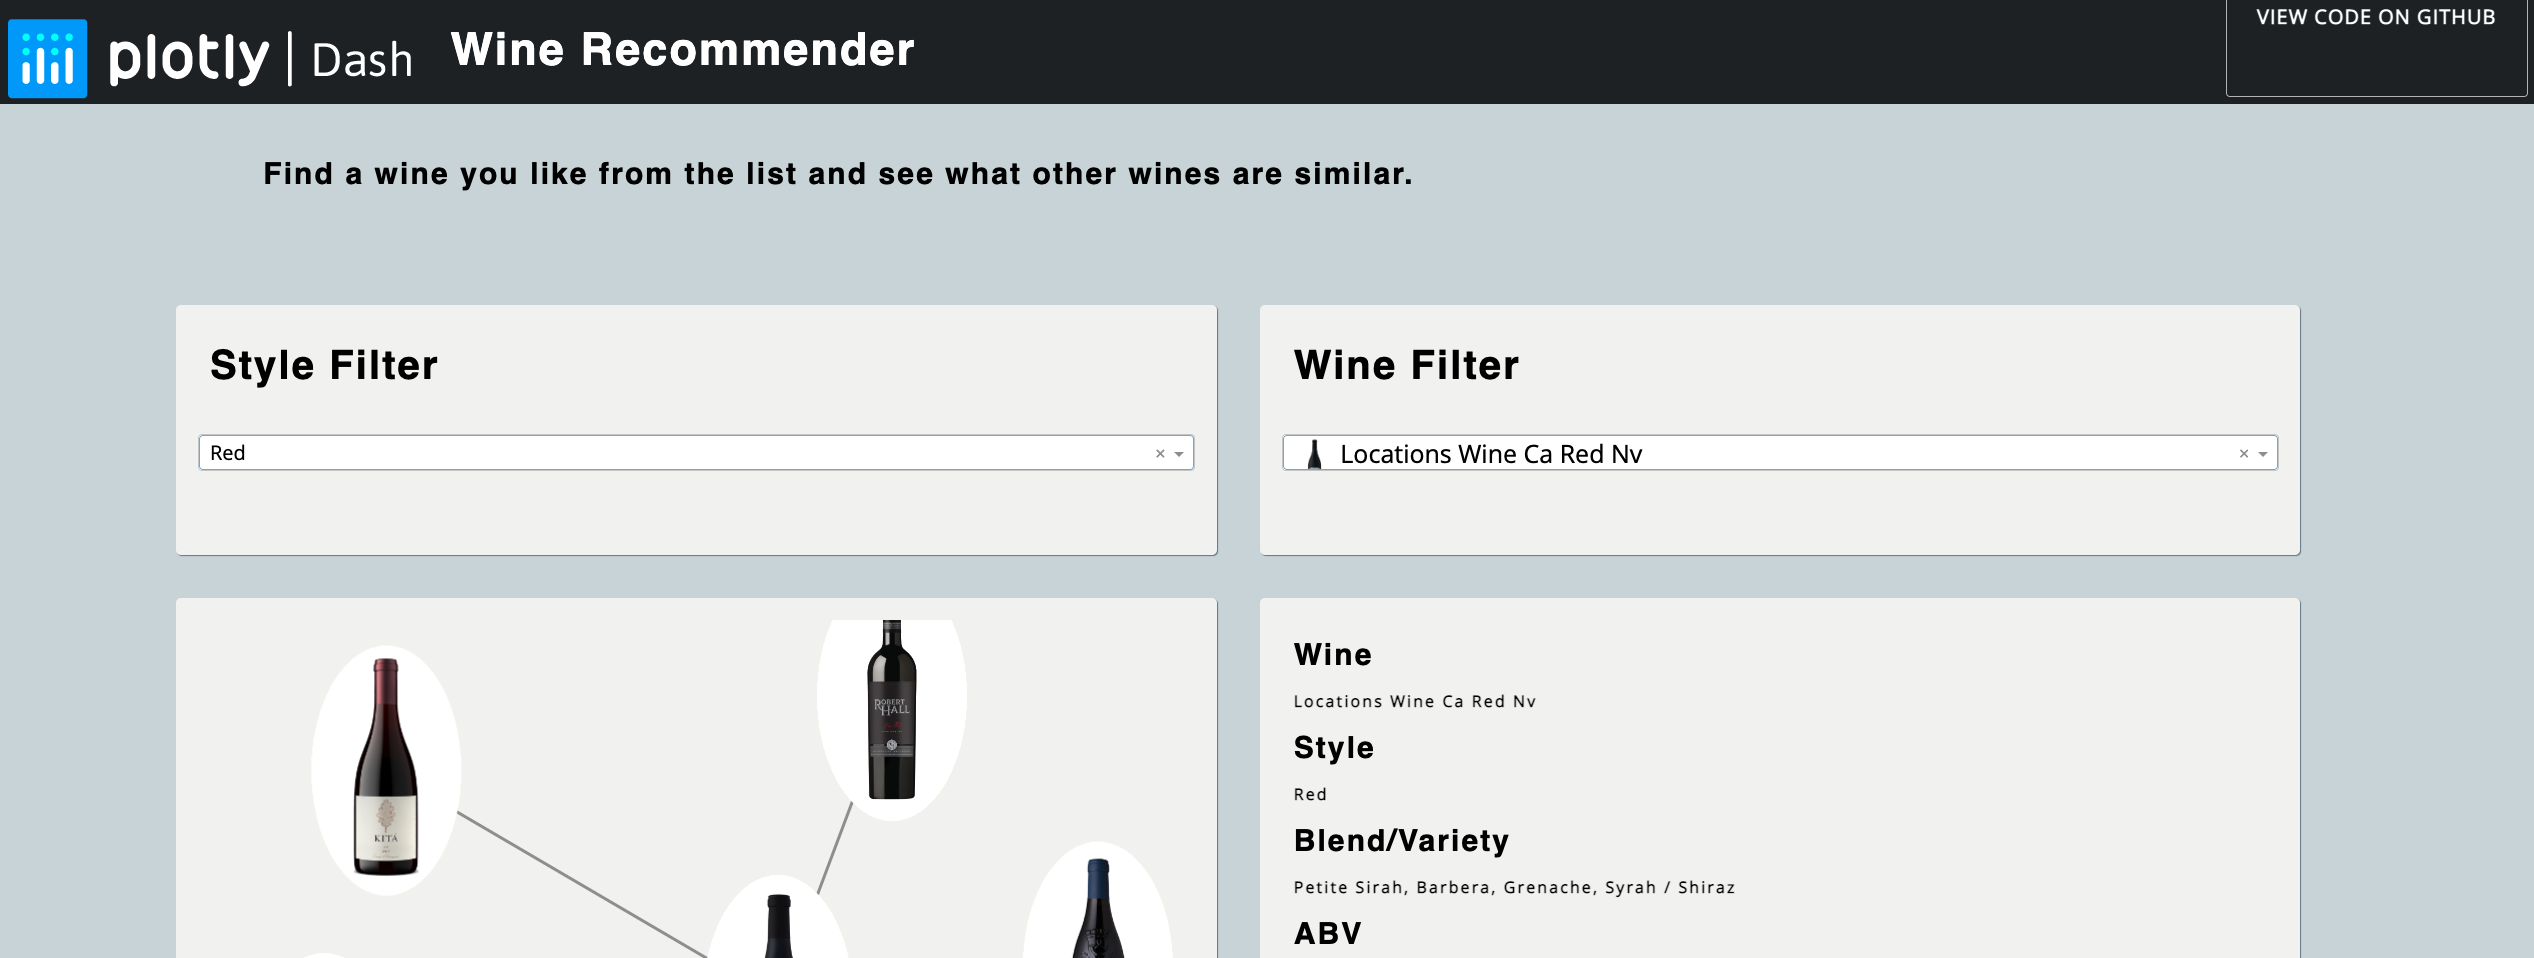 plotly | Dash
Wine Recommender
VIEW CODE ON GITHUB
Find a wine you like from the list and see what other wines are similar.
Style Filter
Red
Wine Filter
Locations Wine Ca Red Nv
KITÁ
ROBERT
HALL
Wine
Locations Wine Ca Red Nv
Style
Red
Blend/Variety
Petite Sirah, Barbera, Grenache, Syrah / Shiraz
ABV